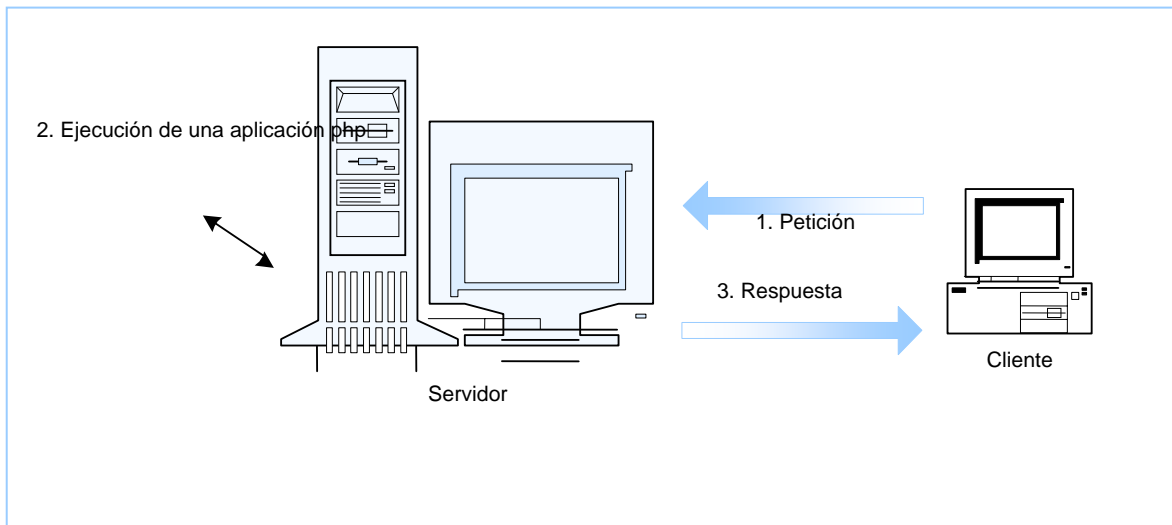 2. Ejecución de una aplicación php
1. Petición
3. Respuesta
Cliente
Servidor